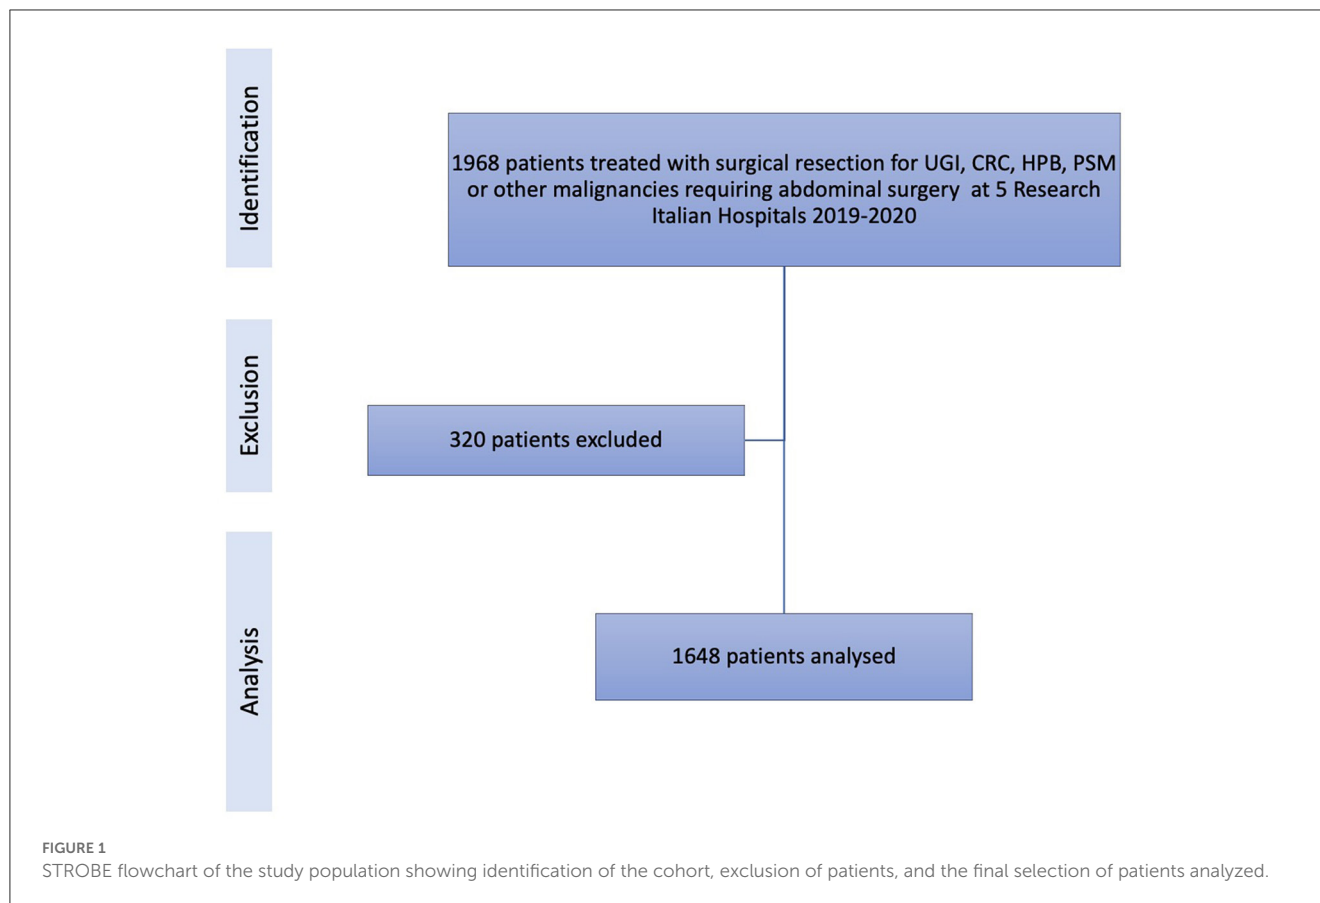 Identification
1968 patients treated with surgical resection for UGI, CRC, HPB, PSM
or other malignancies requiring abdominal surgery at 5 Research
Italian Hospitals 2019-2020
Exclusion
320 patients excluded
Analysis
1648 patients analysed
FIGURE 1
STROBE flowchart of the study population showing identification of the cohort, exclusion of patients, and the final selection of patients analyzed.